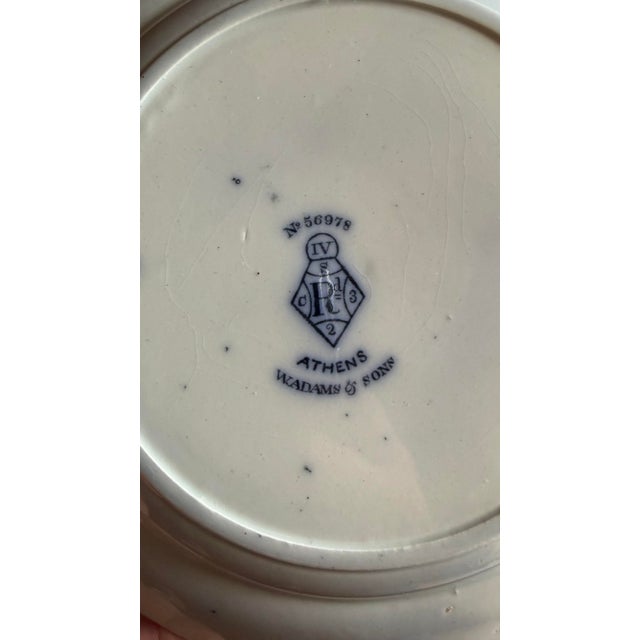 No 56978
IV
S
C Rd 3
2
ATHENS
W. ADAMS & SONS